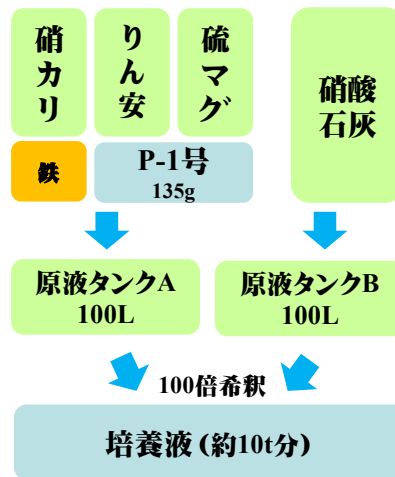 硝カリ
りん安
硫マグ
硝酸
石灰
鉄
P-1号
135g
原液タンクA
100L
原液タンクB
100L
100倍希釈
培養液(約10t分)